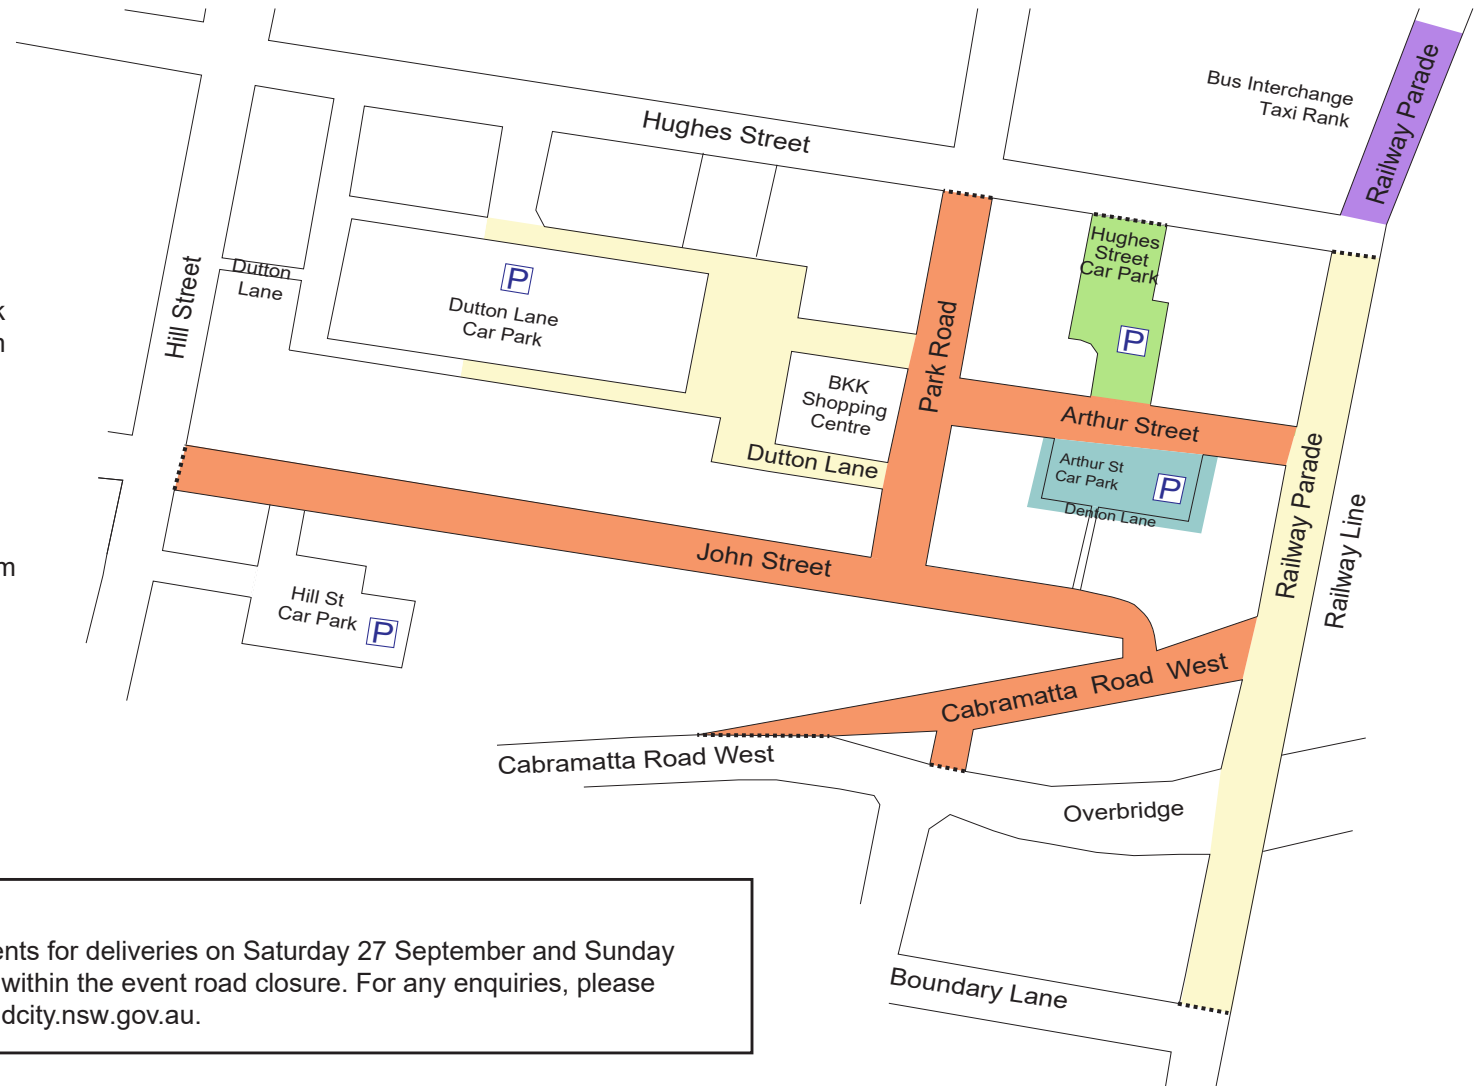 Bus Interchange
Taxi Rank
Railway Parade
Hughes Street
Hughes
Street
Car Park
P
Dutton
Lane
Hill Street
P
Dutton Lane
Car Park
Park Road
P
BKK
Shopping
Centre
Arthur Street
Dutton Lane
Arthur St
Car Park
P
Denton Lane
Railway Parade
Railway Line
John Street
Hill St
Car Park
P
Cabramatta Road West
Cabramatta Road West
Overbridge
Boundary Lane
k
n
m
ents for deliveries on Saturday 27 September and Sunday
within the event road closure. For any enquiries, please
dcity.nsw.gov.au.